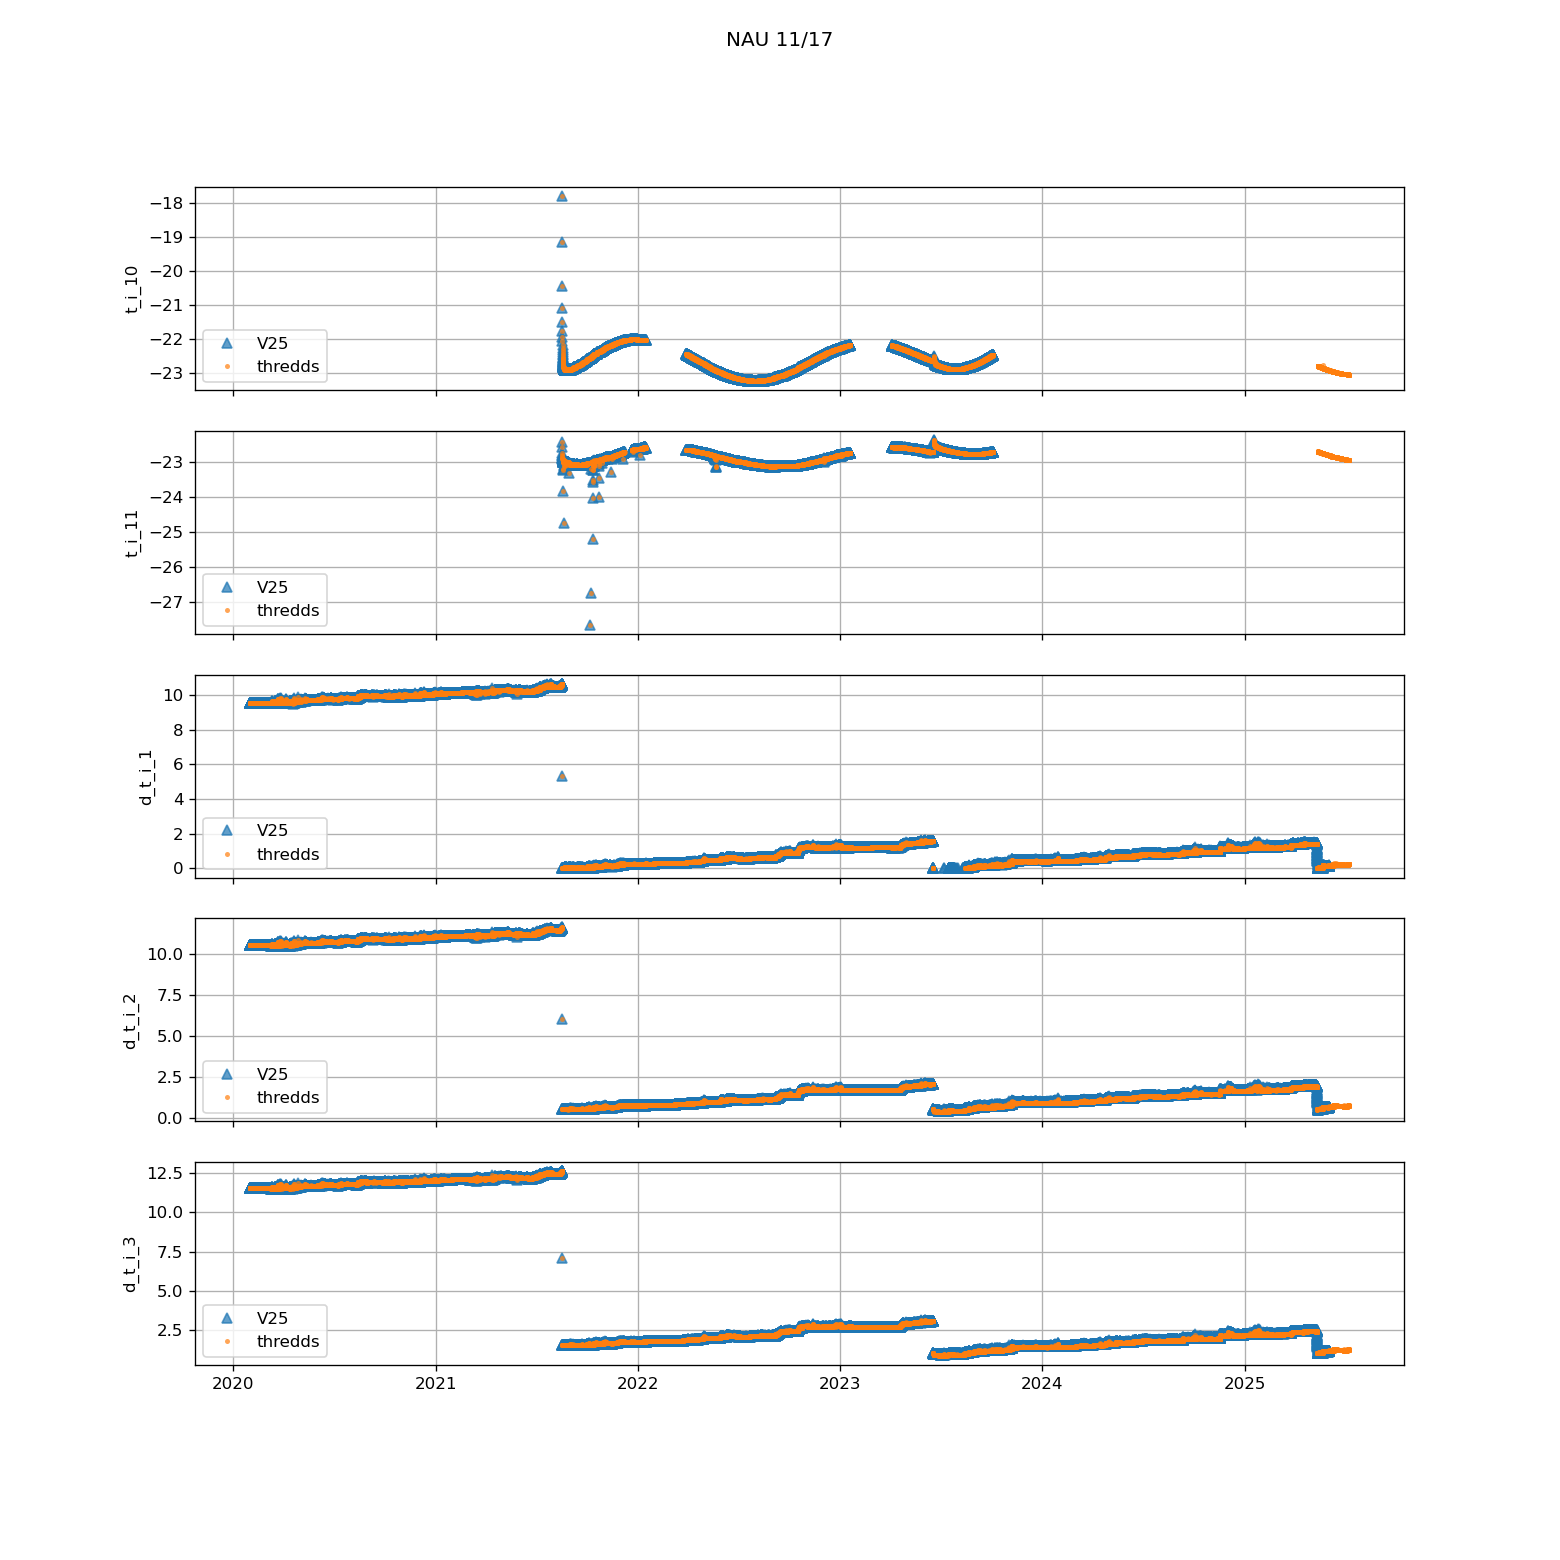 NAU 11/17
−18
−19
−20
−21
−22
−23
t_i_10
V25
thredds
−23
−24
−25
−26
−27
t_i_11
V25
thredds
10
8
6
4
2
0
d_t_i_1
V25
thredds
10.0
7.5
5.0
2.5
0.0
d_t_i_2
V25
thredds
12.5
10.0
7.5
5.0
2.5
d_t_i_3
V25
thredds
2020 2021 2022 2023 2024 2025